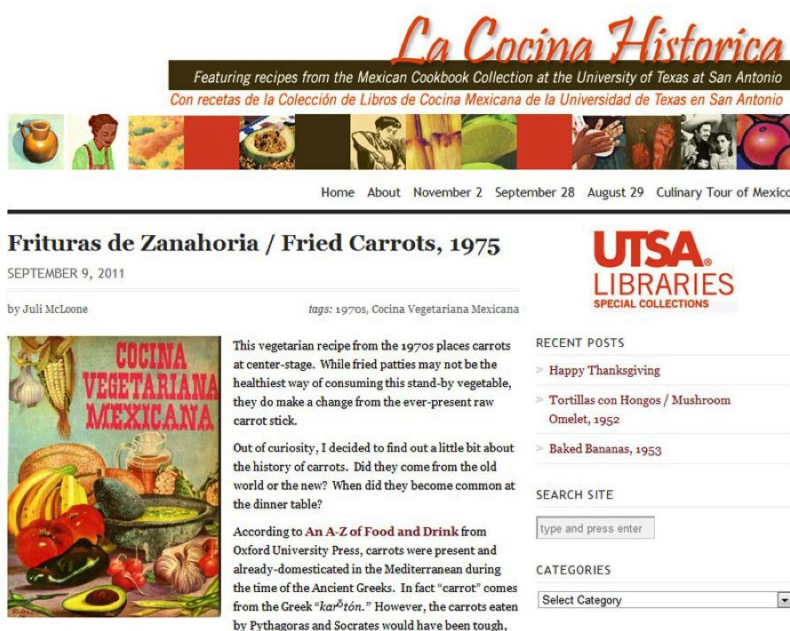 La Cocina Historica
Featuring recipes from the Mexican Cookbook Collection at the University of Texas at San Antonio
Con recetas de la Colección de Libros de Cocina Mexicana de la Universidad de Texas en San Antonio
Home About November 2 September 28 August 29 Culinary Tour of Mexico
Frituras de Zanahoria / Fried Carrots, 1975
SEPTEMBER 9, 2011
by Juli McLoone
tags: 1970s, Cocina Vegetariana Mexicana
COCINA
VEGETARIANA
MEXICANA
This vegetarian recipe from the 1970s places carrots
at center-stage. While fried patties may not be the
healthiest way of consuming this stand-by vegetable,
they do make a change from the ever-present raw
carrot stick.
Out of curiosity, I decided to find out a little bit about
the history of carrots. Did they come from the old
world or the new? When did they become common at
the dinner table?
According to An A-Z of Food and Drink from
Oxford University Press, carrots were present and
already-domesticated in the Mediterranean during
the time of the Ancient Greeks. In fact "carrot" comes
from the Greek
However, the carrots eaten
by Pythagoras and Socrates would have been tough,
UTSA®
LIBRARIES
SPECIAL COLLECTIONS
RECENT POSTS
> Happy Thanksgiving
> Tortillas con Hongos / Mushroom
Omelet, 1952
> Baked Bananas, 1953
SEARCH SITE
type and press enter
CATEGORIES
Select Category